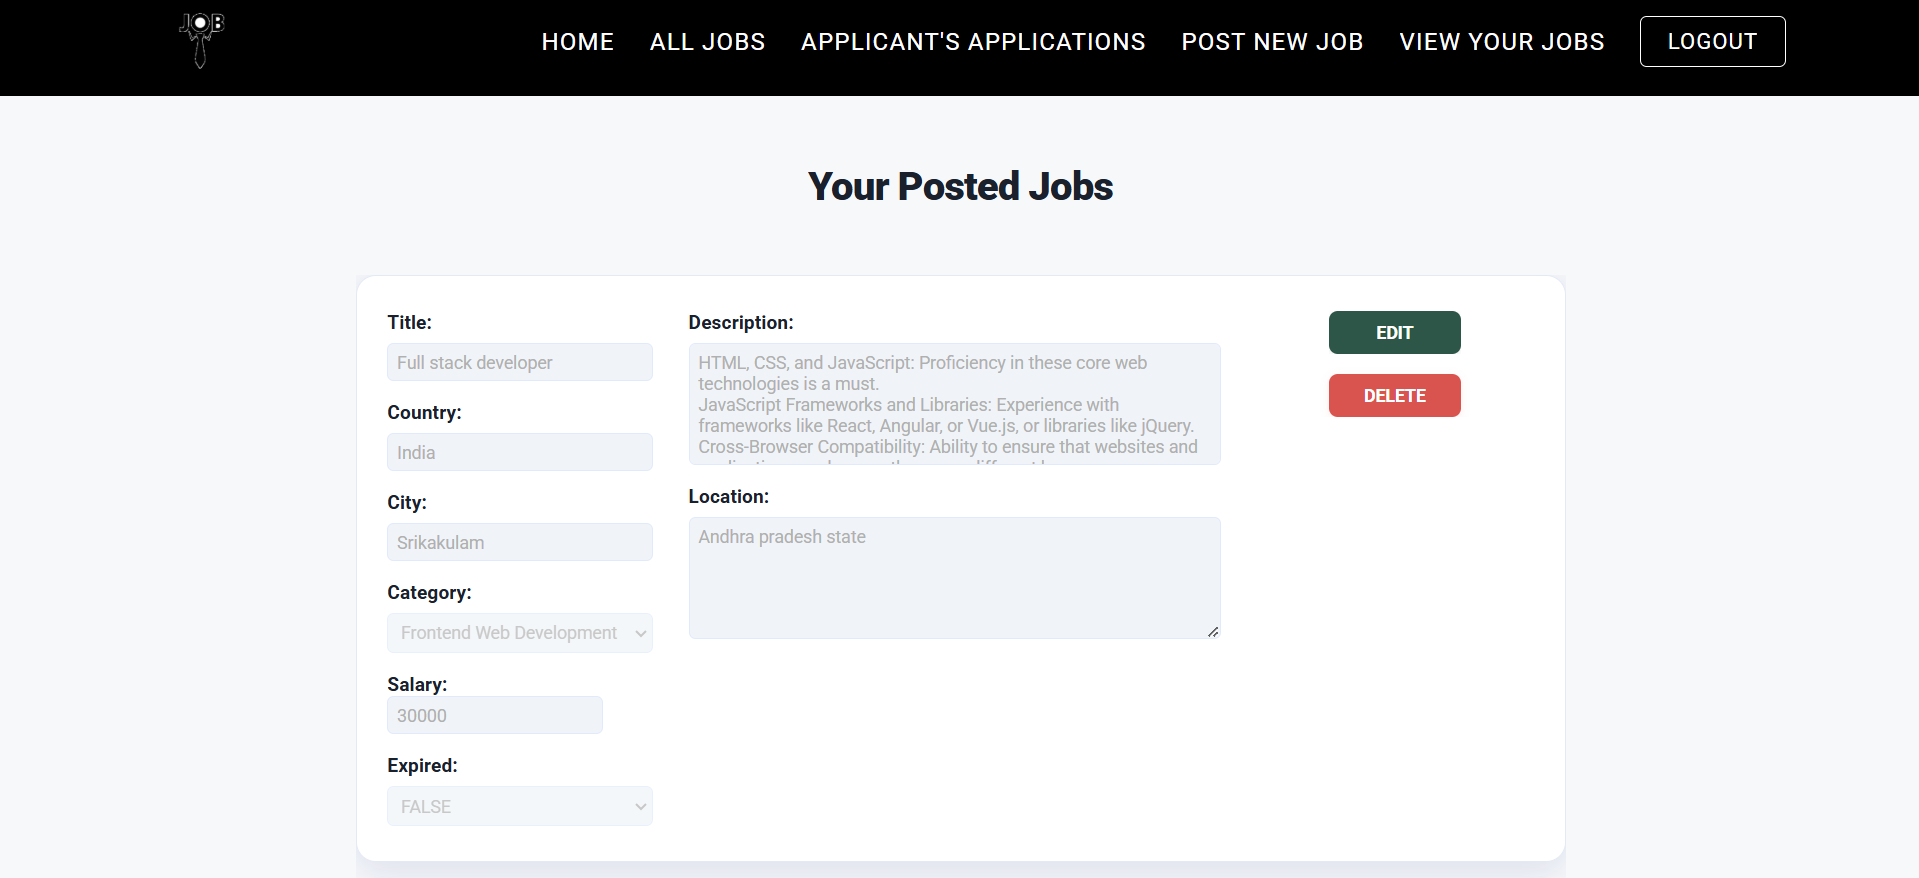 JOB
HOME ALL JOBS APPLICANT'S APPLICATIONS POST NEW JOB VIEW YOUR JOBS LOGOUT
Your Posted Jobs
Title:
Full stack developer
Country:
India
City:
Srikakulam
Category:
Frontend Web Development
Salary:
30000
Expired:
FALSE
Description:
HTML, CSS, and JavaScript: Proficiency in these core web
technologies is a must.
JavaScript Frameworks and Libraries: Experience with
frameworks like React, Angular, or Vue.js, or libraries like jQuery.
Cross-Browser Compatibility: Ability to ensure that websites and
Location:
Andhra pradesh state
EDIT
DELETE